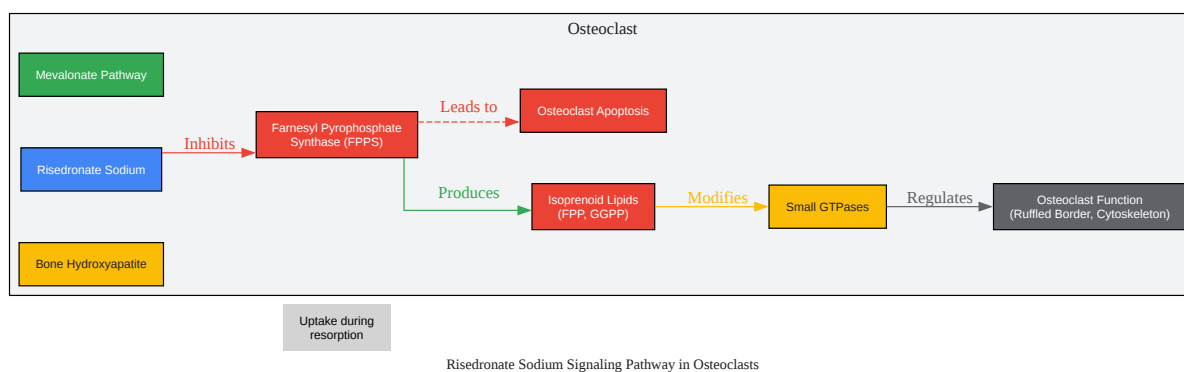 Osteoclast
Mevalonate Pathway
Leads to
Osteoclast Apoptosis
Farnesyl Pyrophosphate
Synthase (FPPS)
Inhibits
Risedronate Sodium
Produces
Isoprenoid Lipids
(FPP, GGPP)
Modifies
Small GTPases
Regulates
Osteoclast Function
(Ruffled Border, Cytoskeleton)
Bone Hydroxyapatite
Uptake during
resorption
Risedronate Sodium Signaling Pathway in Osteoclasts